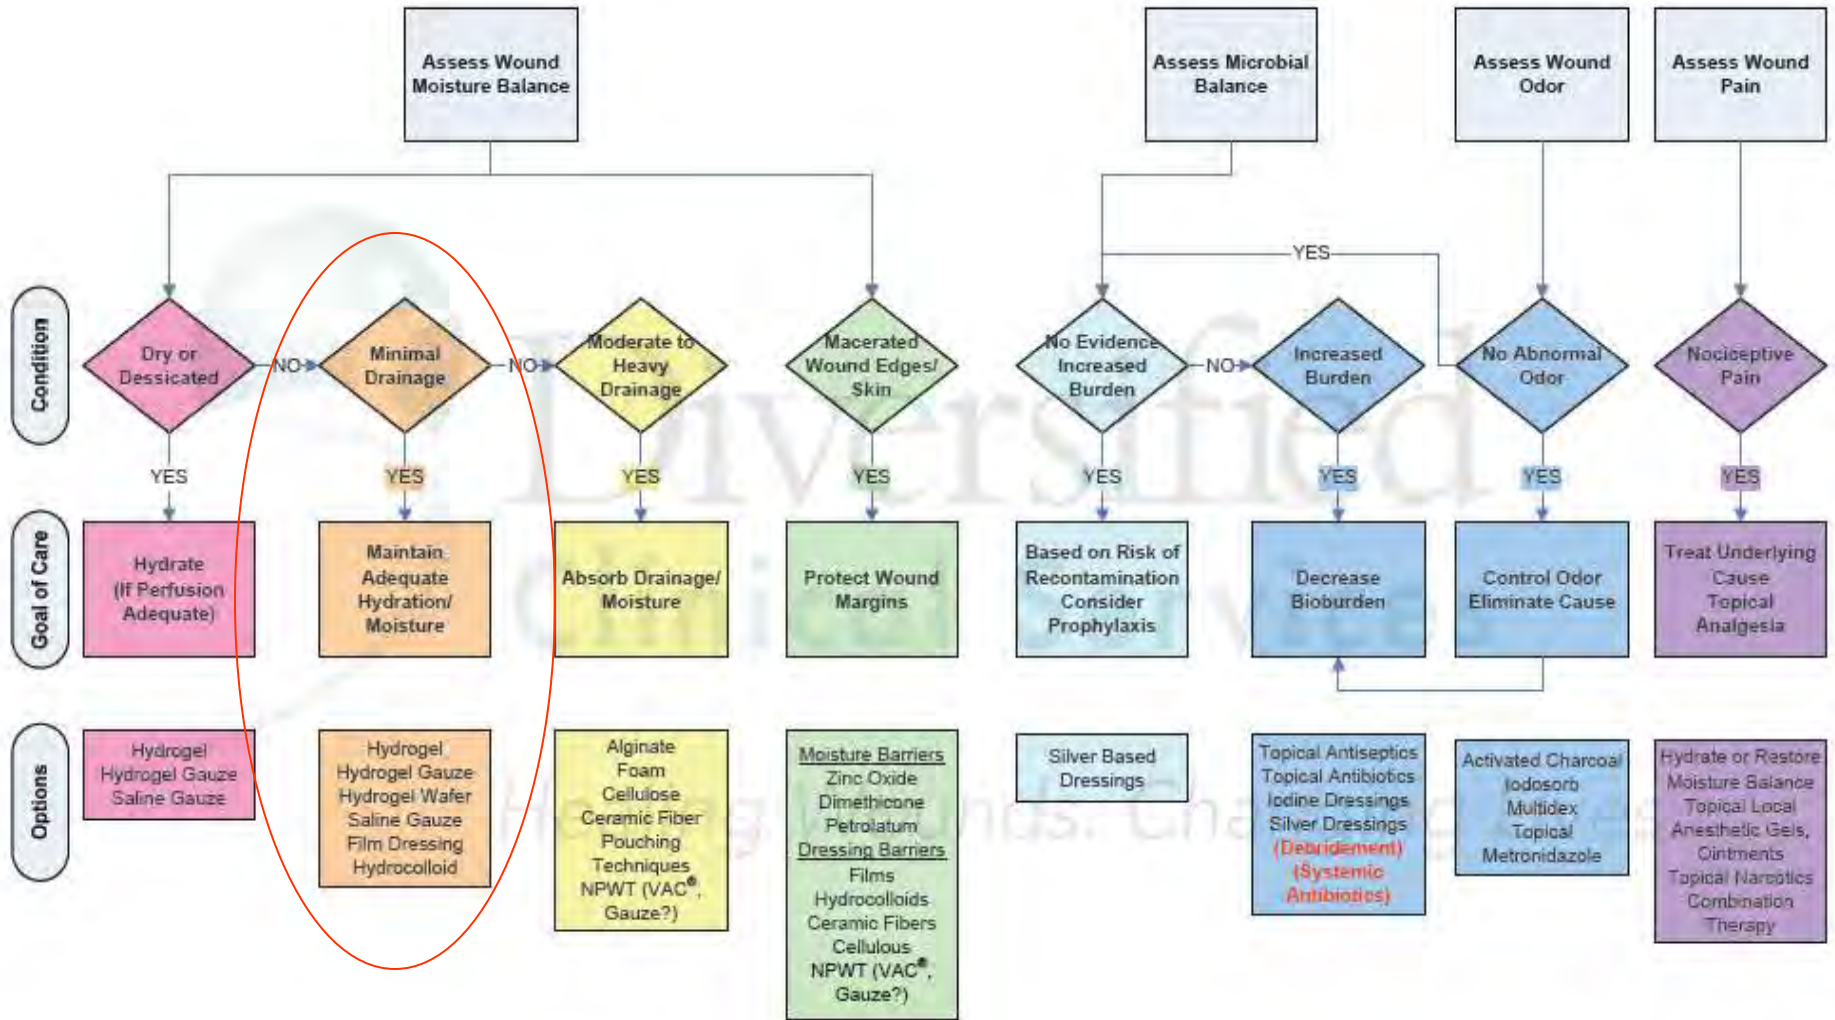 Assess Wound
Moisture Balance
Assess Microbial
Balance
Assess Wound
Odor
Assess Wound
Pain
YES
Condition
Dry or
Dessicated
NO
Minimal
Drainage
NO
Moderate to
Heavy
Drainage
Macerated
Wound Edges/
Skin
No Evidence
Increased
Burden
NO
Increased
Burden
No Abnormal
Odor
Nociceptive
Pain
YES
YES
YES
YES
YES
YES
YES
YES
Goal of Care
Hydrate
(If Perfusion
Adequate)
Maintain
Adequate
Hydration/
Moisture
Absorb Drainage/
Moisture
Protect Wound
Margins
Based on Risk of
Recontamination
Consider
Prophylaxis
Decrease
Bioburden
Control Odor
Eliminate Cause
Treat Underlying
Cause
Topical
Analgesia
Options
Hydrogel
Hydrogel Gauze
Saline Gauze
Hydrogel
Hydrogel Gauze
Hydrogel Wafer
Saline Gauze
Film Dressing
Hydrocolloid
Alginate
Foam
Cellulose
Ceramic Fiber
Pouching
Techniques
NPWT (VAC®,
Gauze?)
Moisture Barriers
Zinc Oxide
Dimethicone
Petrolatum
Dressing Barriers
Films
Hydrocolloids
Ceramic Fibers
Cellulous
NPWT (VAC®,
Gauze?)
Silver Based
Dressings
Topical Antiseptics
Topical Antibiotics
Iodine Dressings
Silver Dressings
(Debridement)
(Systemic
Antibiotics)
Activated Charcoal
Iodosorb
Multidex
Topical
Metronidazole
Hydrate or Restore
Moisture Balance
Topical Local
Anesthetic Gels,
Ointments
Topical Narcotics
Combination
Therapy
Diversified